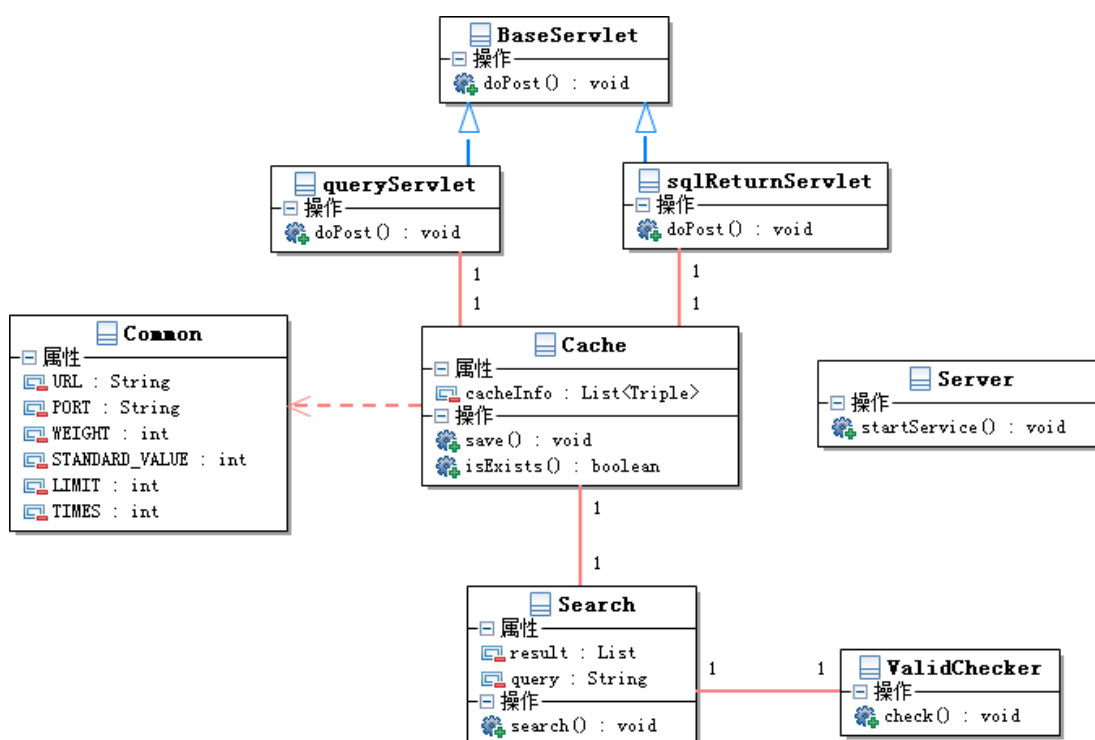 BaseServlet
操作
doPost() : void
queryServlet
操作
doPost() : void
sqlReturnServlet
操作
doPost() : void
1
1
1
1
Common
属性
URL : String
PORT : String
WEIGHT : int
STANDARD_VALUE : int
LIMIT : int
TIMES : int
Cache
属性
cacheInfo : List<Triple>
操作
save() : void
isExists() : boolean
Server
操作
startService() : void
1
1
Search
属性
result : List
query : String
操作
search() : void
1
1
ValidChecker
操作
check() : void